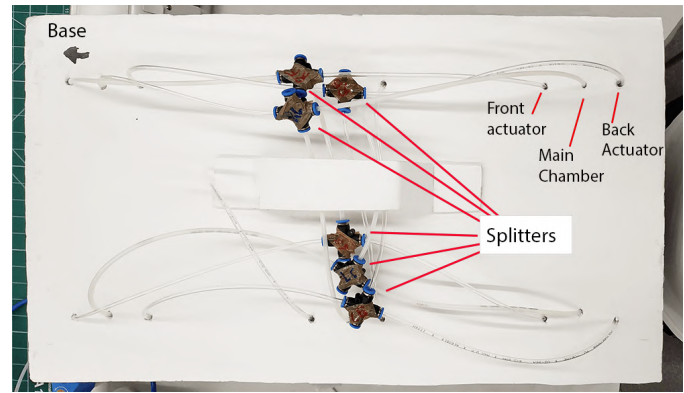 Base
Front
actuator
Main
Chamber
Back
Actuator
Splitters